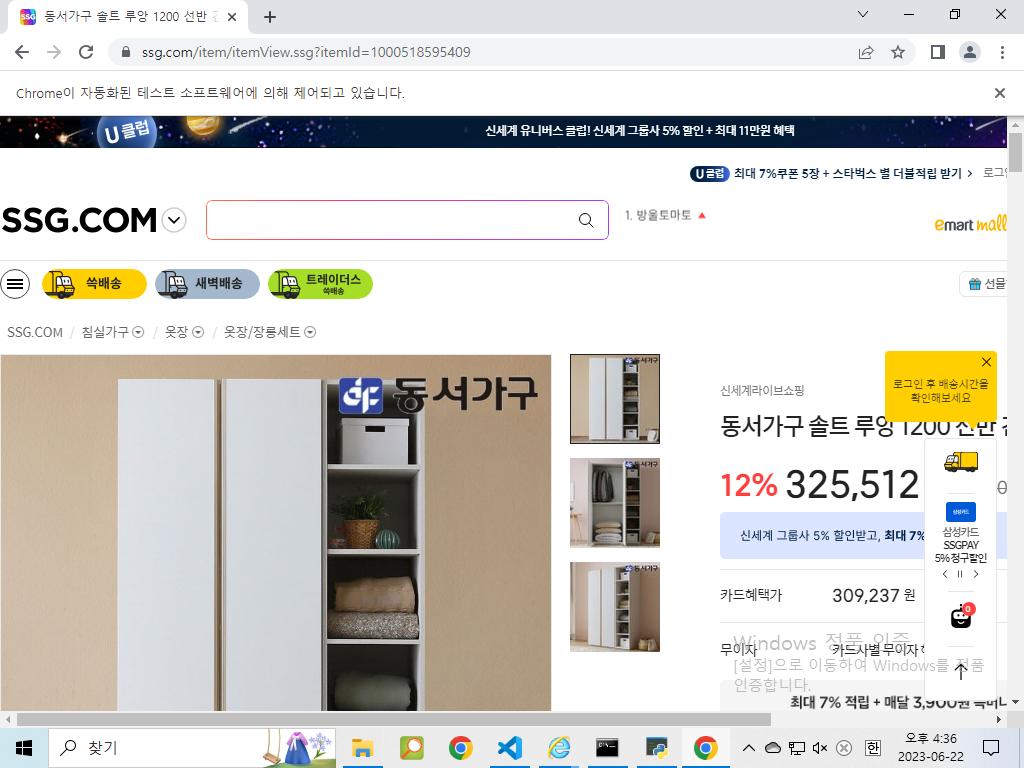 동서가구 솔트 루앙 1200 선반
ssg.com/item/itemView.ssg?itemId=1000518595409
Chrome이 자동화된 테스트 소프트웨어에 의해 제어되고 있습니다.
U 클럽
신세계 유니버스 클럽! 신세계 그룹사 5% 할인 + 최대 11만원 혜택
U 클럽 최대 7%쿠폰 5장 + 스타벅스 별 더블적립 받기 >
SSG.COM
1. 방울토마토
emart mall
쓱배송
새벽배송
트레이더스
쓱배송
선물
SSG.COM / 침실가구 / 옷장 / 옷장/장롱세트
동서가구
신세계라이브쇼핑
로그인 후 배송시간을
확인해보세요
동서가구 솔트 루앙 1200 선반
12% 325,512
신세계 그룹사 5% 할인받고, 최대 7%
삼성카드
삼성카드
SSGPAY
5% 청구할인
카드혜택가 309,237 원
0
무이자 카드사별 무이자
Windows 정품 인증
[설정]으로 이동하여 Windows를 정품
인증합니다.
최대 7% 적립 + 매달 3,900원
찾기
오후 4:36
2023-06-22
한